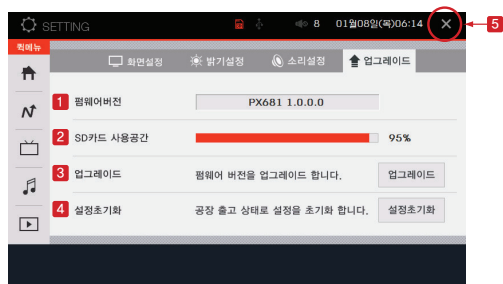 SETTING 8 01월08일(목)06:14 5
퀵메뉴
화면설정 밝기설정 소리설정 업그레이드
1 펌웨어버전 PX681 1.0.0.0
2 SD카드 사용공간 95%
3 업그레이드 펌웨어 버전을 업그레이드 합니다. 업그레이드
4 설정초기화 공장 출고 상태로 설정을 초기화 합니다. 설정초기화